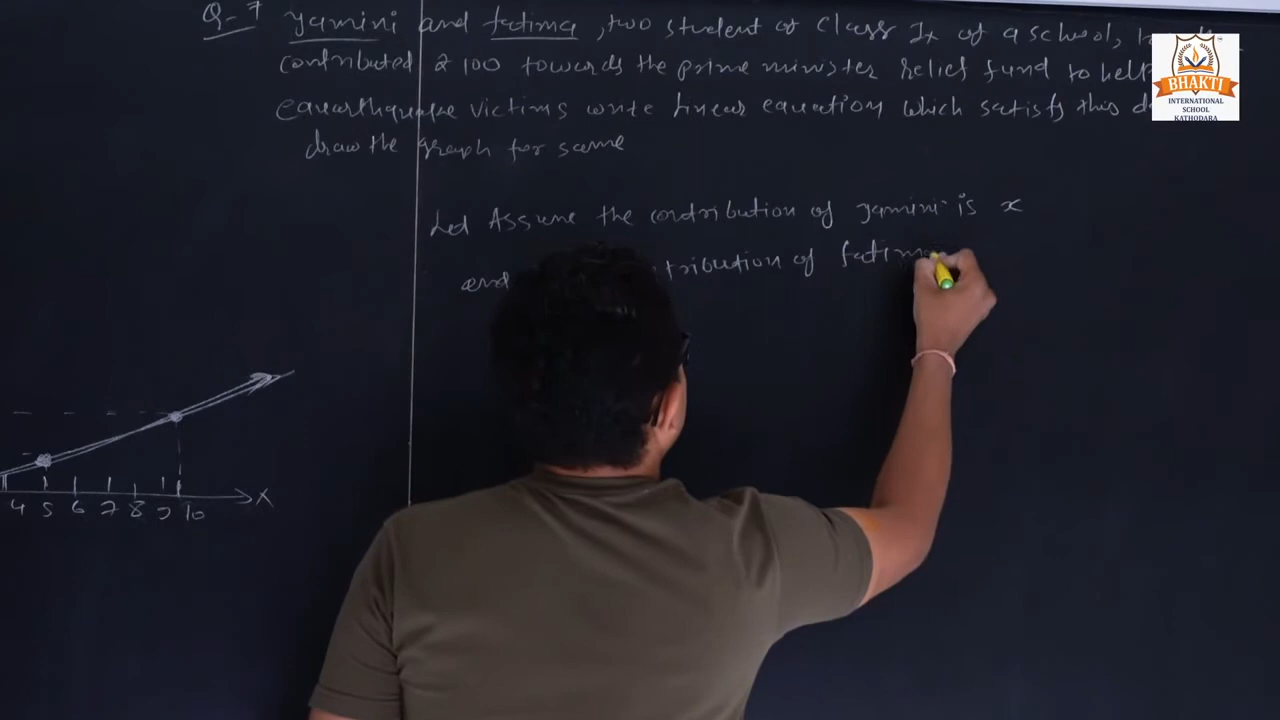 Q-7 Yamini and fatima, two student of Class Ix of a school,
contributed ₹ 100 towards the prime minister relief fund to help
eauarthquake victims write linear equation which satisfy this
draw the graph for same
Let Assume the contribution of yamini is x
and tribution of fatima
4 5 6 7 8 9 10 X
BHAKTI
INTERNATIONAL
SCHOOL
KATHODARA